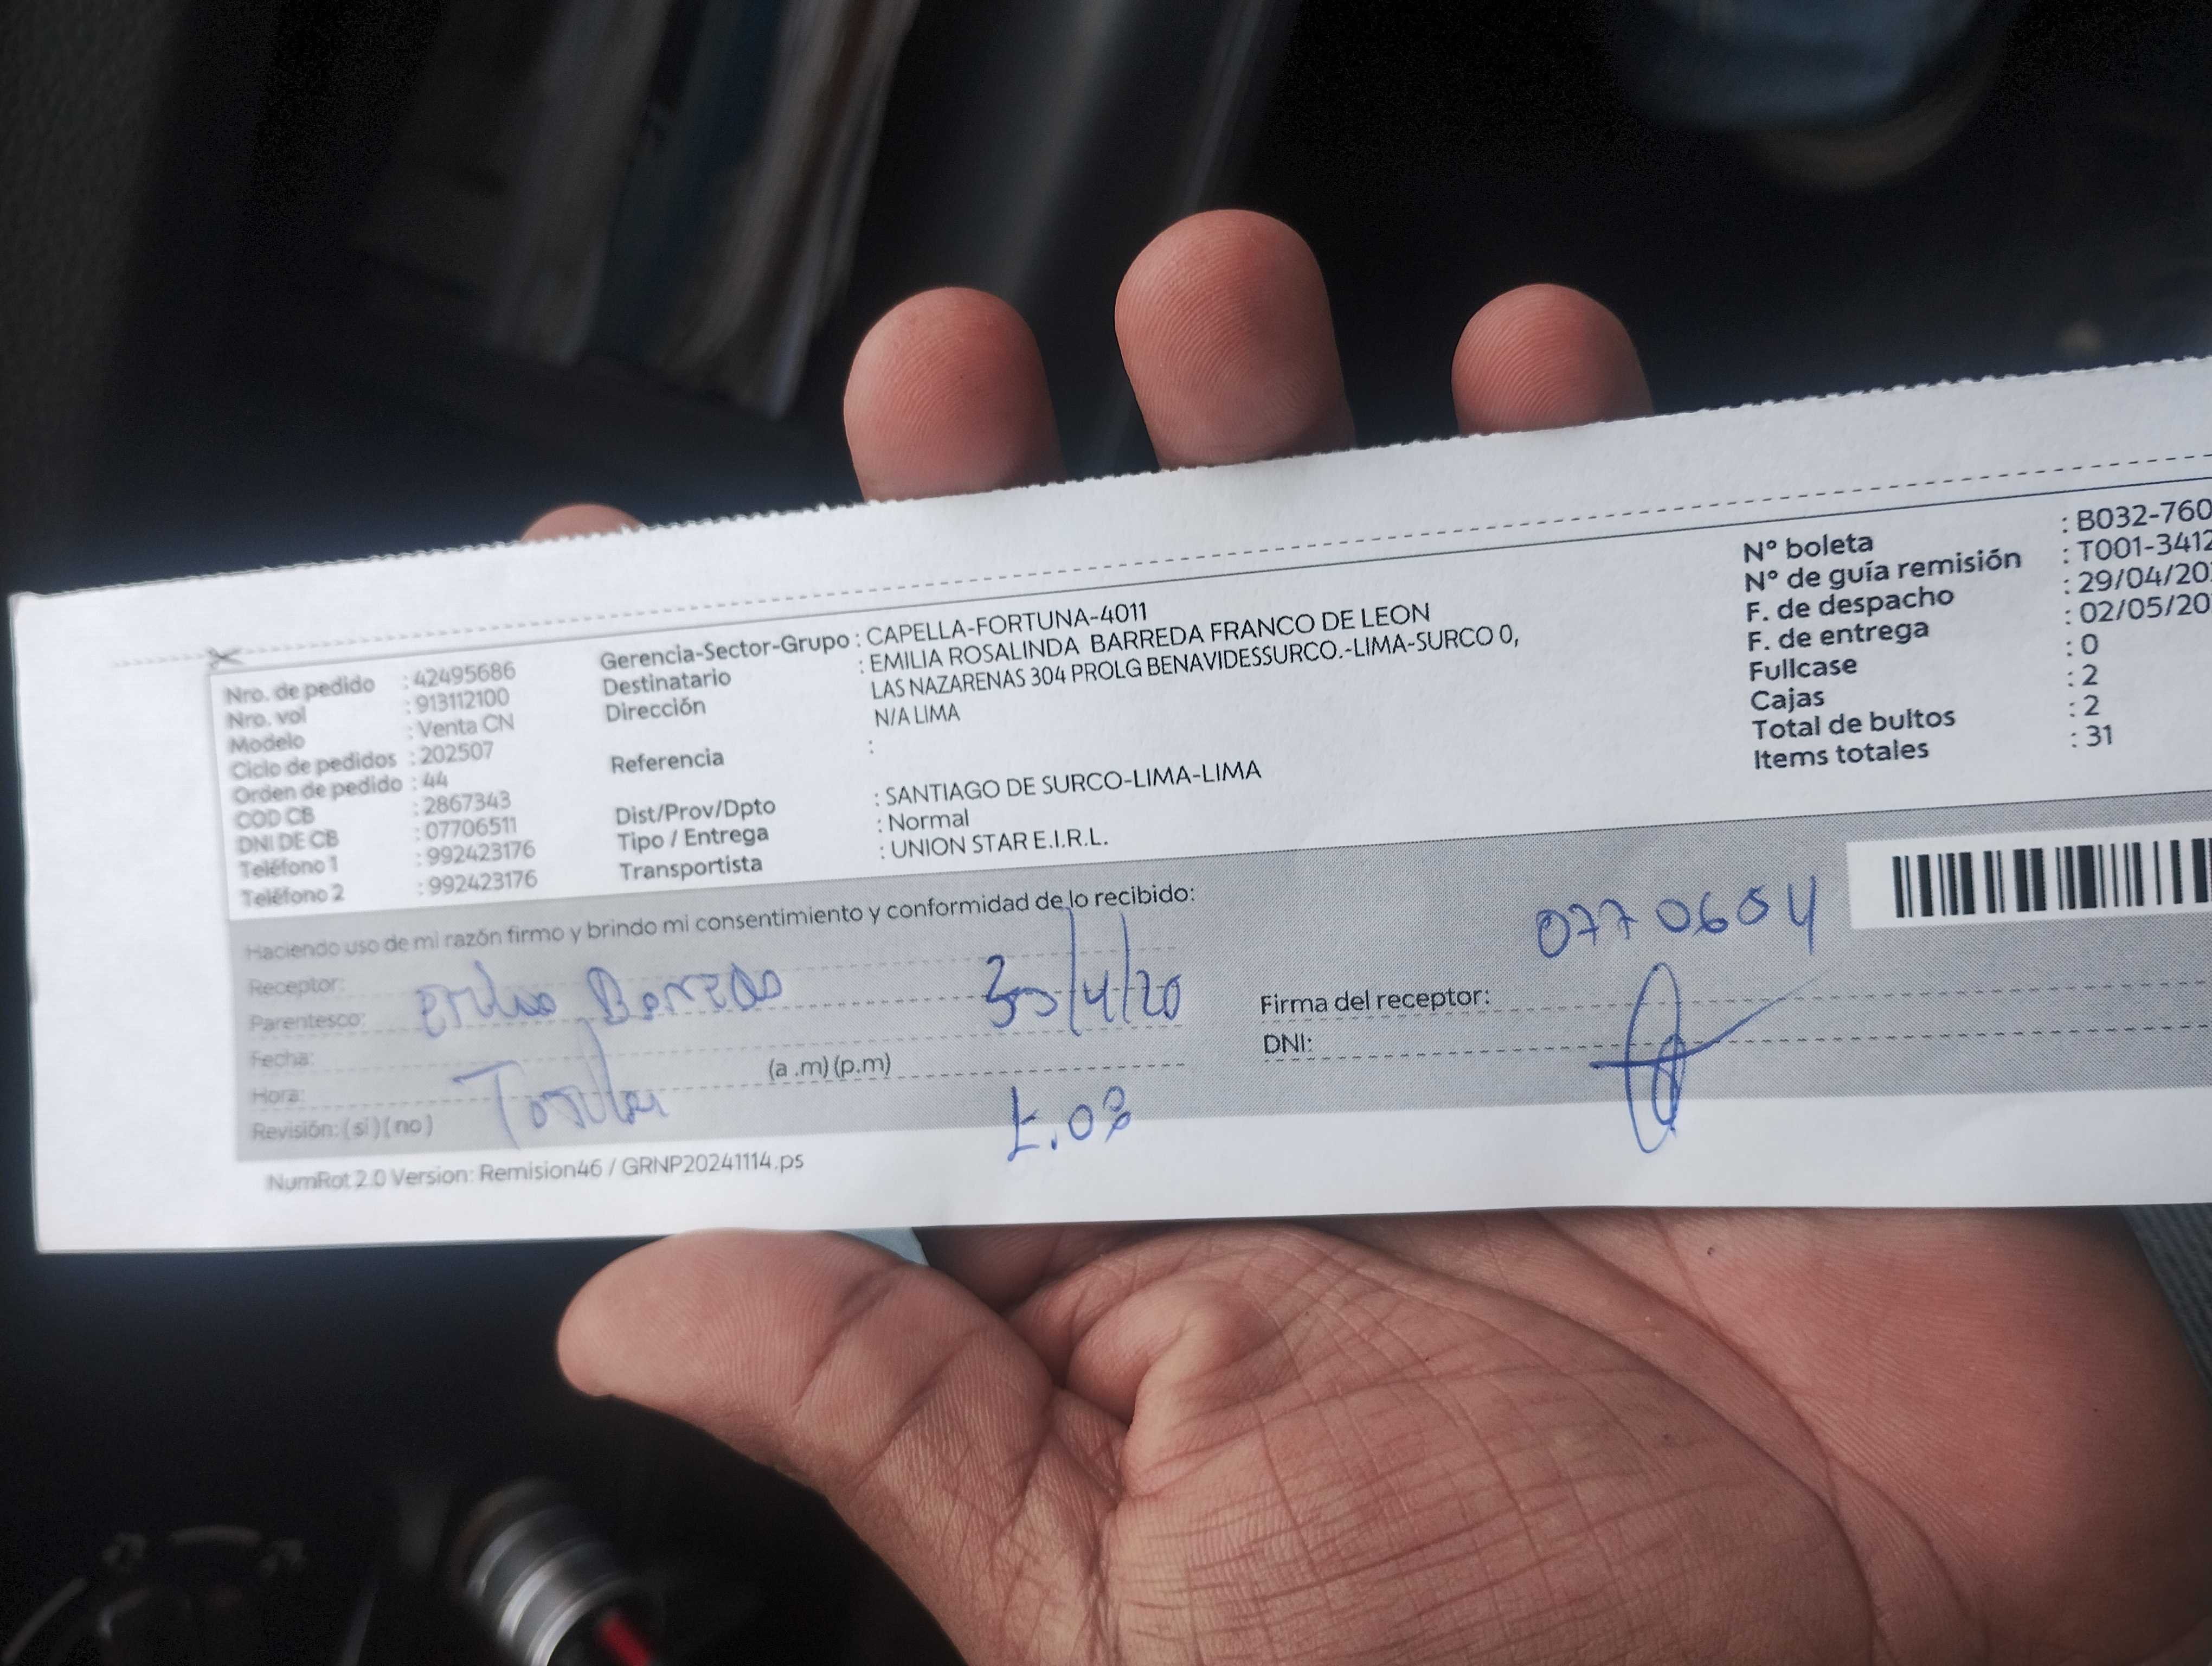 Nro. de pedido : 42495686
Nro. vol : 913112100
Modelo : Venta CN
Ciclo de pedidos : 202507
Orden de pedido : 44
COD CB : 2867343
DNI DE CB : 07706511
Teléfono 1 : 992423176
Teléfono 2 : 992423176
Gerencia-Sector-Grupo : CAPELLA-FORTUNA-4011
Destinatario : EMILIA ROSALINDA BARREDA FRANCO DE LEON
Dirección LAS NAZARENAS 304 PROLG BENAVIDESSURCO.-LIMA-SURCO 0,
N/A LIMA
Referencia :
Dist/Prov/Dpto : SANTIAGO DE SURCO-LIMA-LIMA
Tipo / Entrega : Normal
Transportista : UNION STAR E.I.R.L.
Nº boleta : B032-760
Nº de guía remisión : T001-3412
F. de despacho : 29/04/20
F. de entrega : 02/05/20
Fullcase : 0
Cajas : 2
Total de bultos : 2
Items totales : 31
Haciendo uso de mi razón firmo y brindo mi consentimiento y conformidad de lo recibido:
Receptor:
Parentesco:
Fecha:
Hora: (a .m) (p.m)
Revisión: (si) (no)
Firma del receptor:
DNI:
NumRot 2.0 Version: Remision46 / GRNP20241114.ps